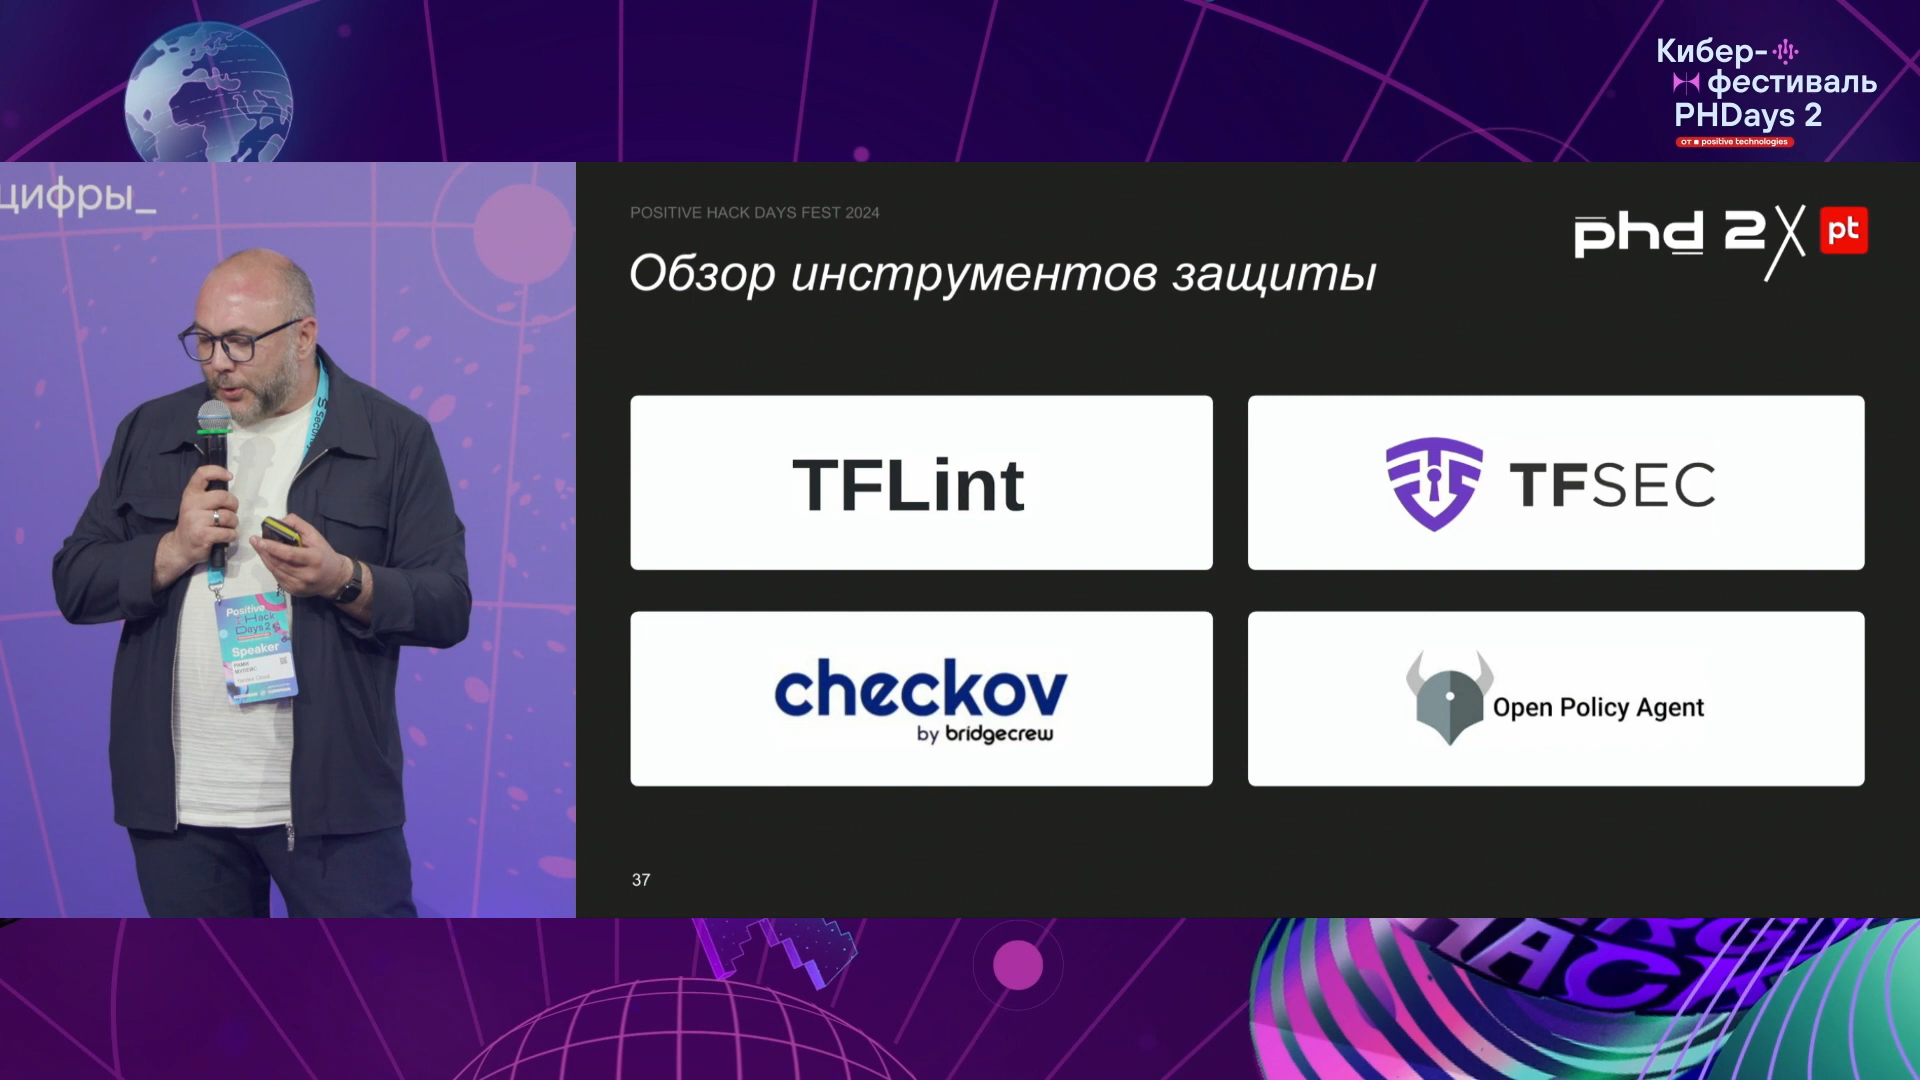 Кибер-
фестиваль
PHDays 2
от positive technologies
цифры_
POSITIVE HACK DAYS FEST 2024
phd 2
pt
Обзор инструментов защиты
TFLint
TFSEC
checkov
by bridgecrew
Open Policy Agent
37
Positive
Hack
Days 2
Speaker
HACK